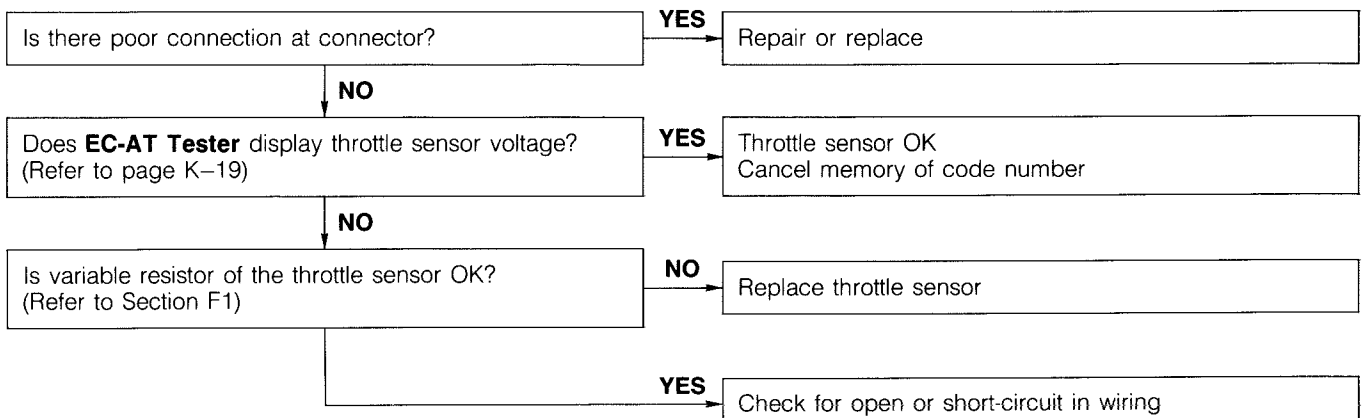 Is there poor connection at connector?
YES
Repair or replace
NO
Does EC-AT Tester display throttle sensor voltage?
(Refer to page K–19)
YES
Throttle sensor OK
Cancel memory of code number
NO
Is variable resistor of the throttle sensor OK?
(Refer to Section F1)
NO
Replace throttle sensor
YES
Check for open or short-circuit in wiring